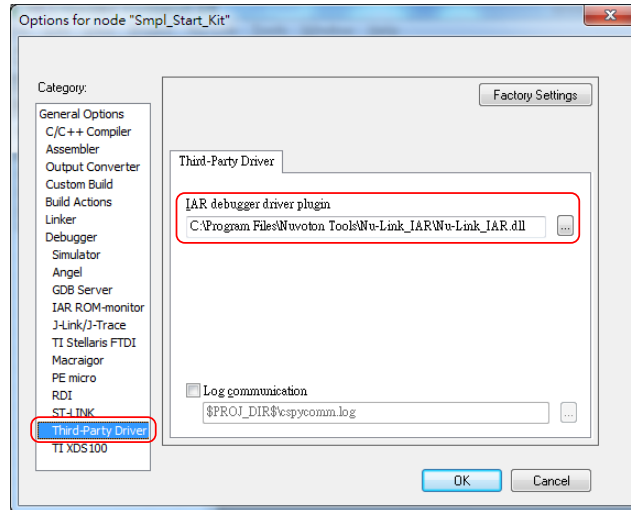 Options for node "Smpl_Start_Kit"
Category:
Factory Settings
General Options
C/C++ Compiler
Assembler
Output Converter
Custom Build
Build Actions
Linker
Debugger
Simulator
Angel
GDB Server
IAR ROM-monitor
J-Link/J-Trace
TI Stellaris FTDI
Macraigor
PE micro
RDI
ST-LINK
Third-Party Driver
TI XDS100
Third-Party Driver
IAR debugger driver plugin
C:\Program Files\Nuvoton Tools\Nu-Link_IAR\Nu-Link_IAR.dll
...
Log communication
$PROJ_DIR$\cspycomm.log
...
OK
Cancel